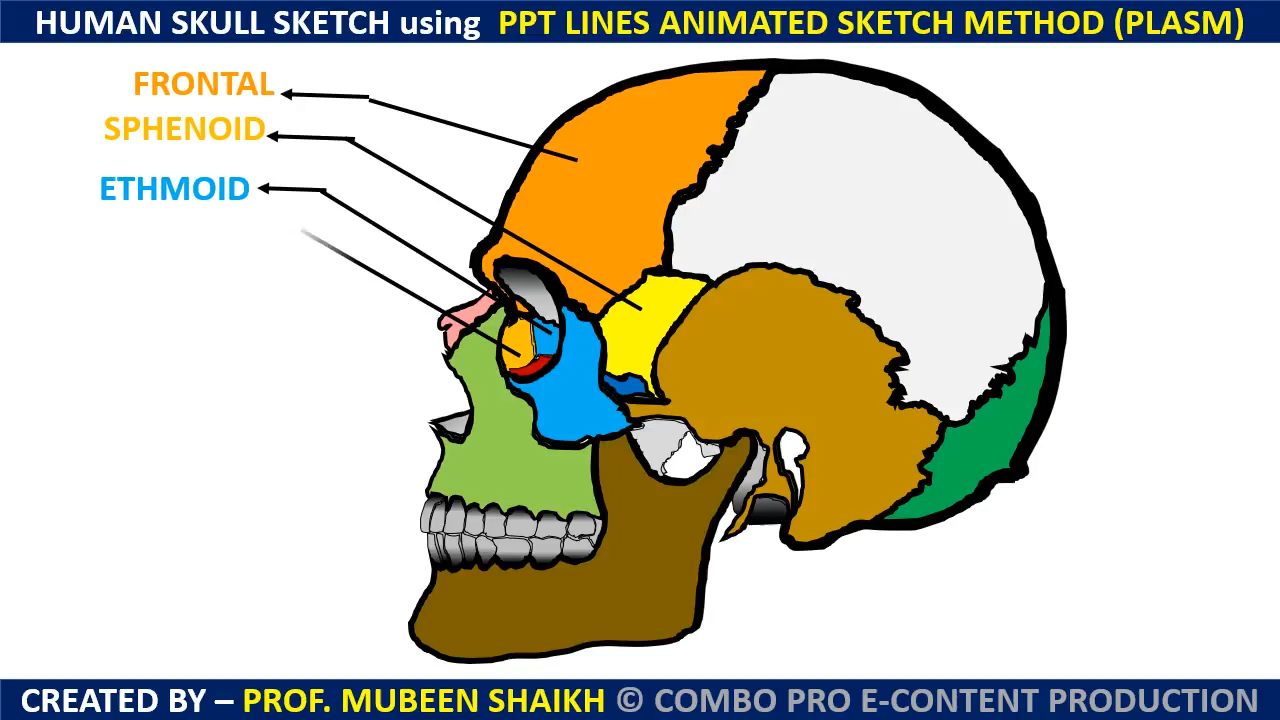 HUMAN SKULL SKETCH using PPT LINES ANIMATED SKETCH METHOD (PLASM)
FRONTAL
SPHENOID
ETHMOID
CREATED BY – PROF. MUBEEN SHAIKH © COMBO PRO E-CONTENT PRODUCTION